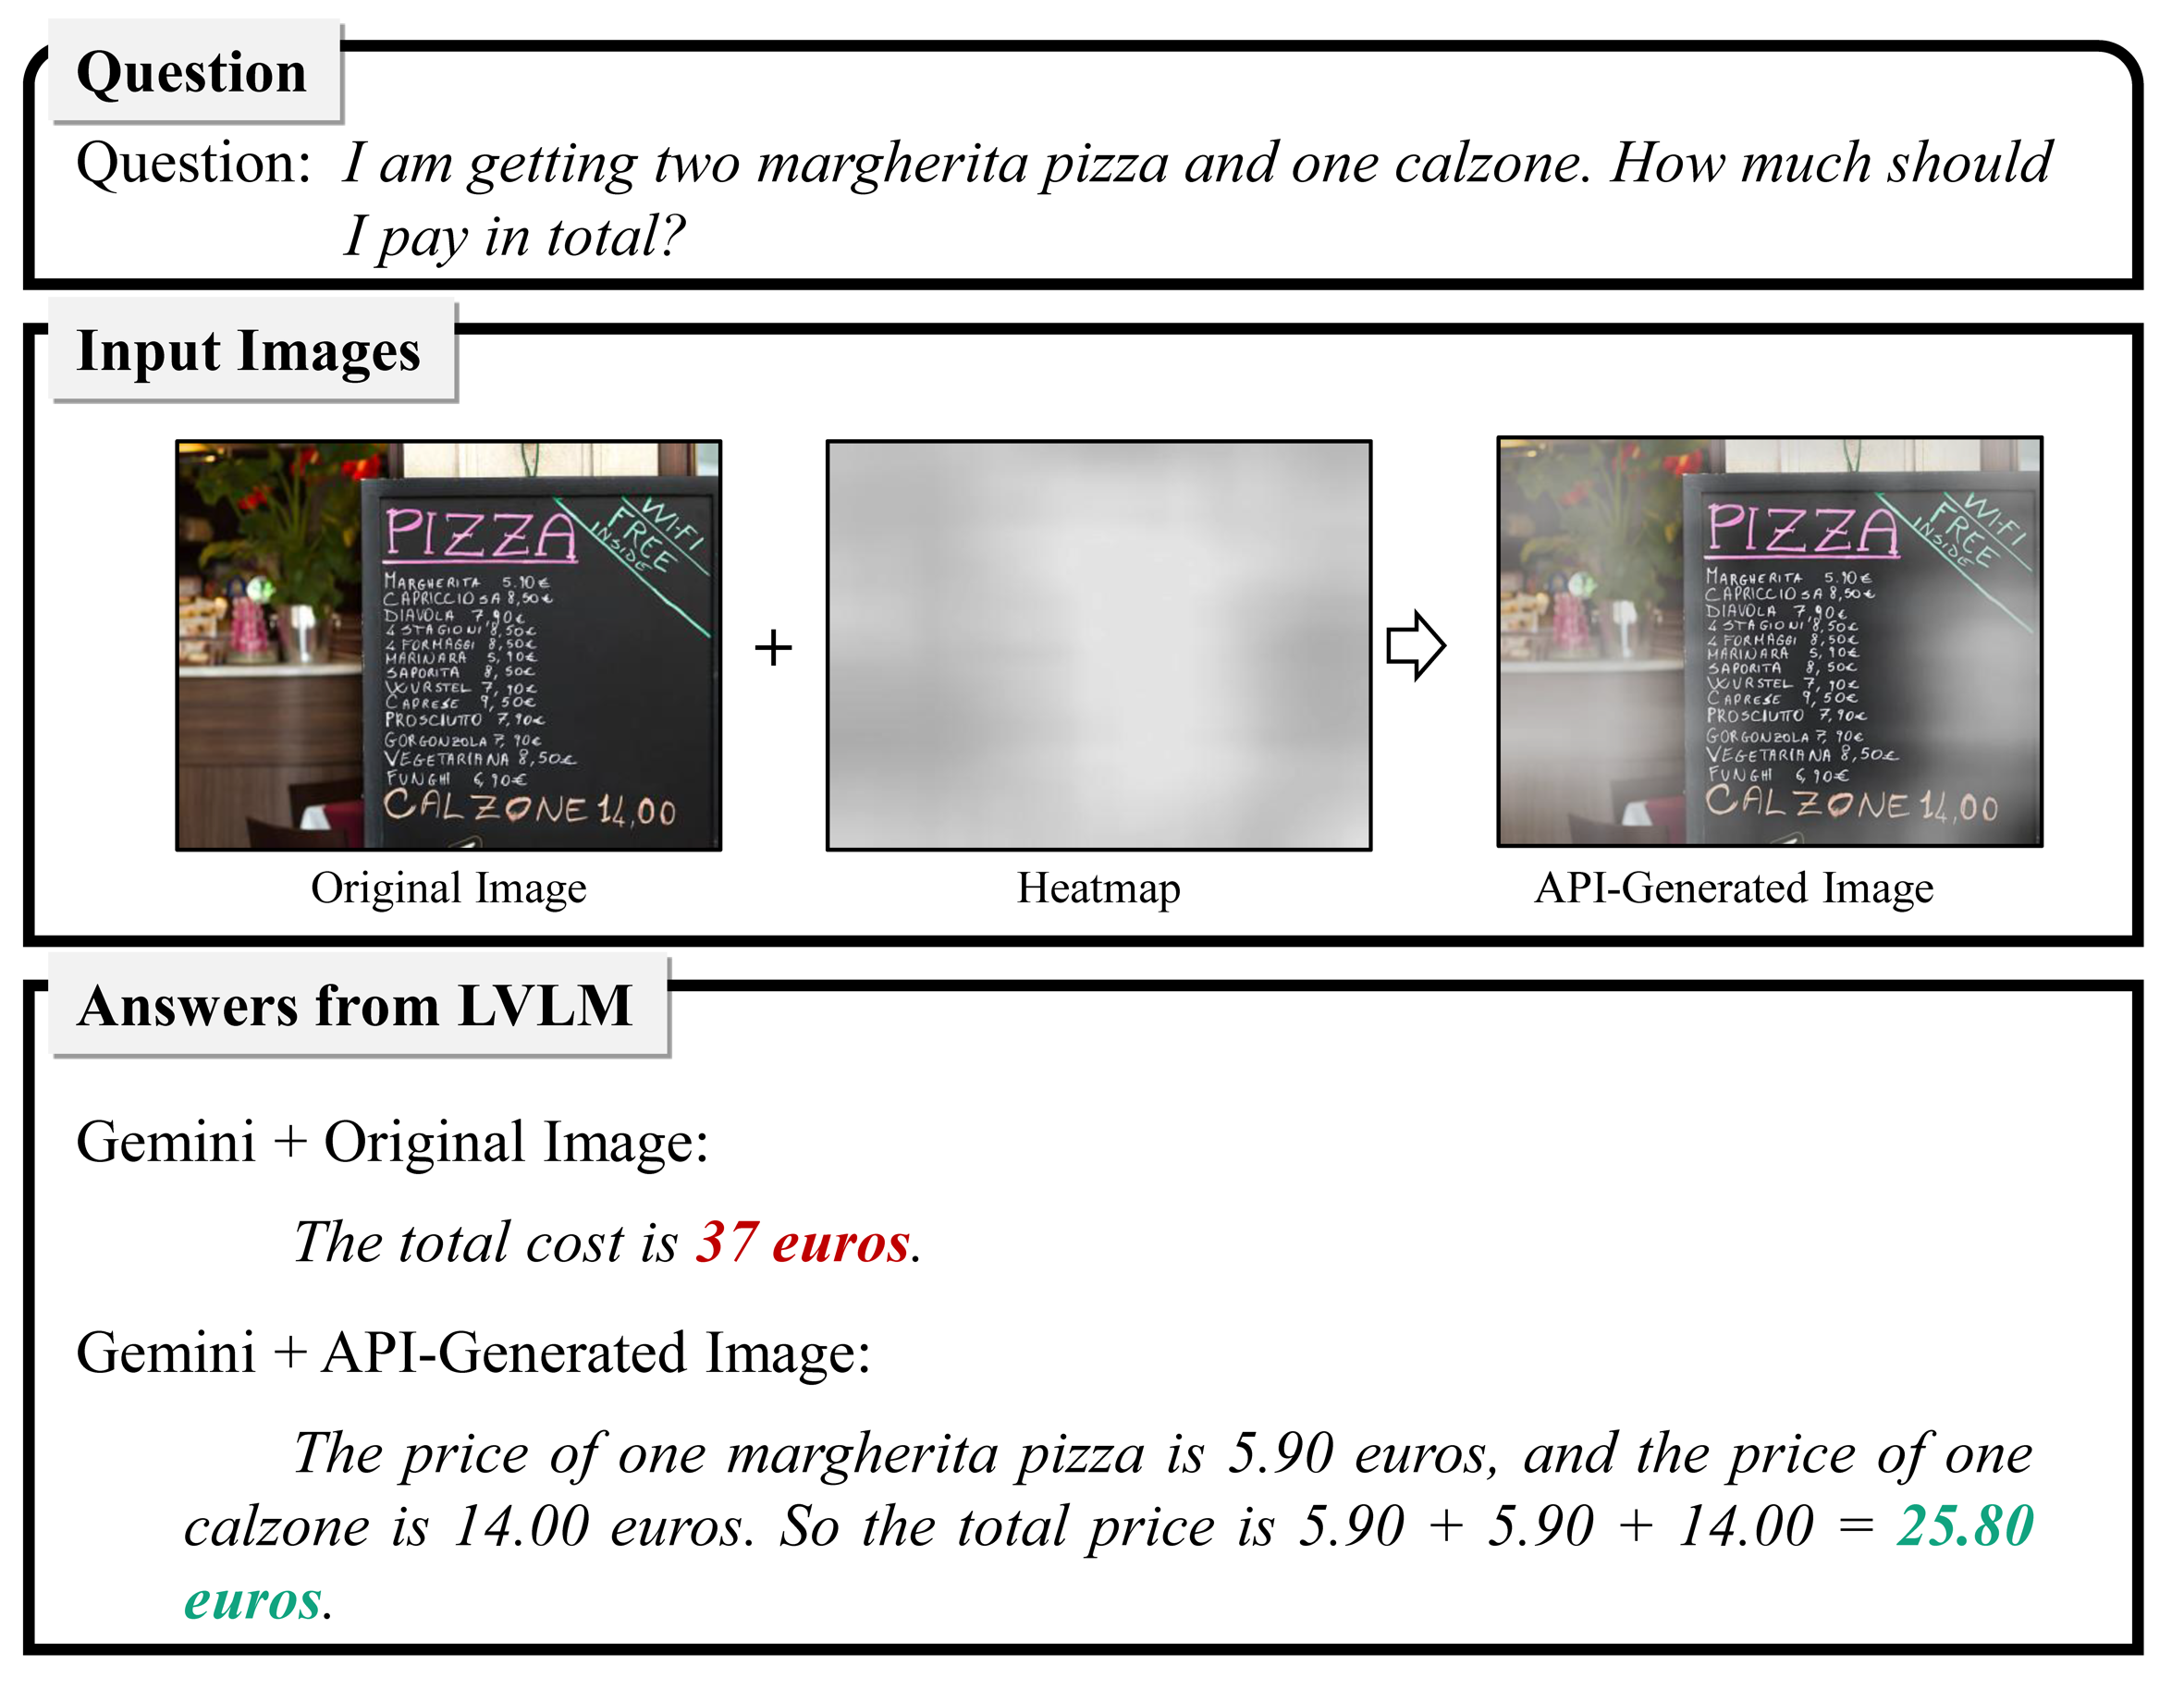 Question
Question: I am getting two margherita pizza and one calzone. How much should
I pay in total?
Input Images
PIZZA
WI-FI
FREE
INSIDE
MARGHERITA 5.90€
CAPRICCIOSA 8,50€
DIAVOLA 7,90€
4 STAGIONI 8,50€
4 FORMAGGI 8,50€
MARINARA 5,90€
SAPORITA 8,50€
WURSTEL 7,90€
CAPRESE 9,50€
PROSCIUTTO 7,90€
GORGONZOLA 7,90€
VEGETARIANA 8,50€
FUNGHI 6,90€
CALZONE 14,00
+
PIZZA
WI-FI
FREE
INSIDE
MARGHERITA 5.90€
CAPRICCIOSA 8,50€
DIAVOLA 7,90€
4 STAGIONI 8,50€
4 FORMAGGI 8,50€
MARINARA 5,90€
SAPORITA 8,50€
WURSTEL 7,90€
CAPRESE 9,50€
PROSCIUTTO 7,90€
GORGONZOLA 7,90€
VEGETARIANA 8,50€
FUNGHI 6,90€
CALZONE 14,00
Original Image
Heatmap
API-Generated Image
Answers from LVLM
Gemini + Original Image:
The total cost is 37 euros.
Gemini + API-Generated Image:
The price of one margherita pizza is 5.90 euros, and the price of one
calzone is 14.00 euros. So the total price is 5.90 + 5.90 + 14.00 = 25.80
euros.